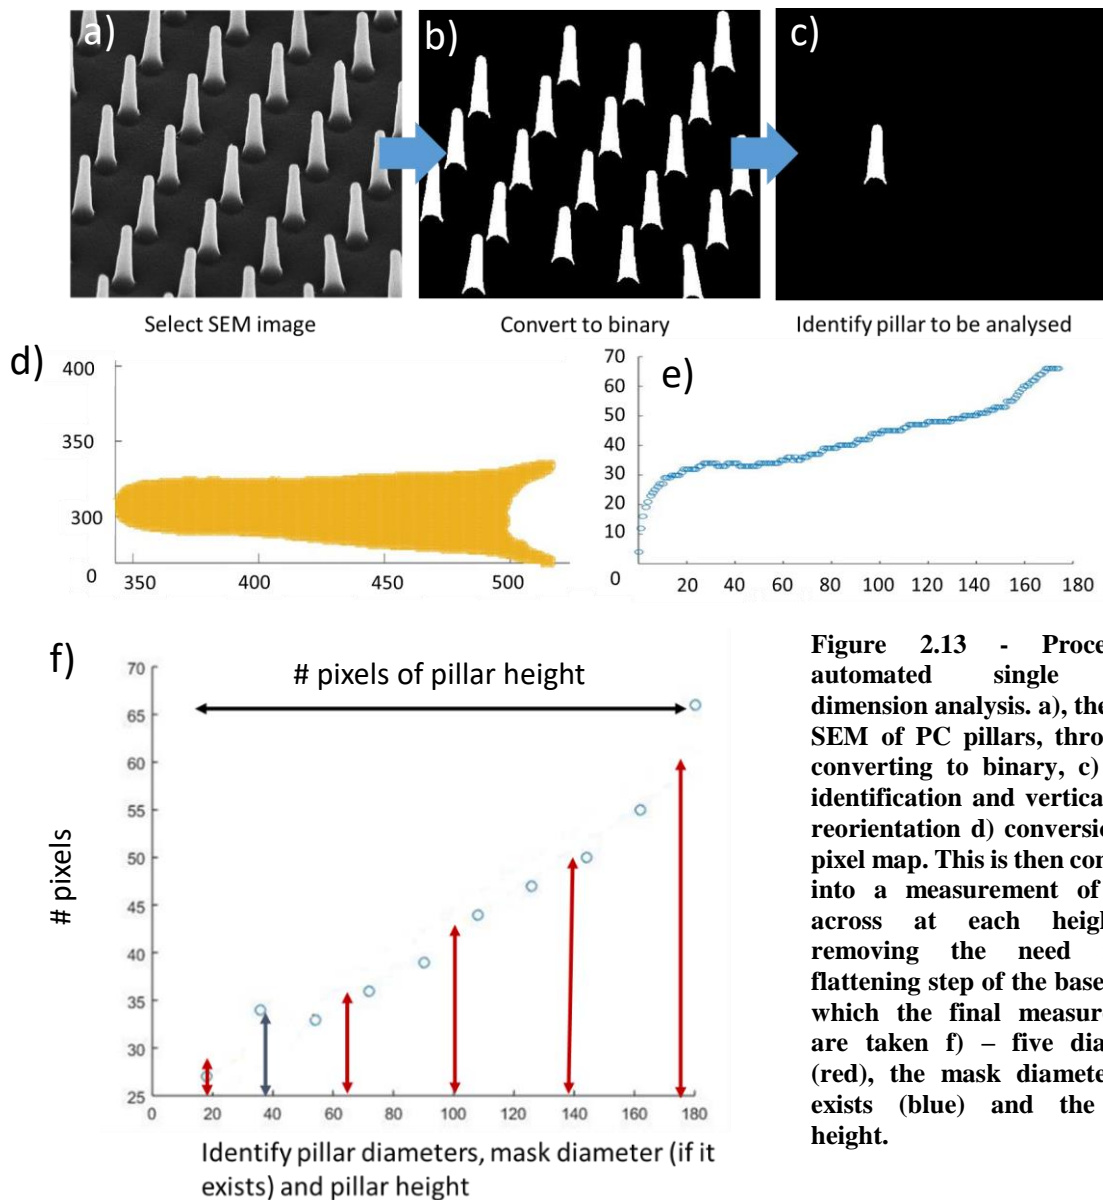 a)
b)
c)
Select SEM image
Convert to binary
Identify pillar to be analysed
d)
400
350
300
0
350
400
450
500
e)
70
60
50
40
30
20
10
0
20
40
60
80
100
120
140
160
180
f)
# pixels of pillar height
# pixels
70
65
60
55
50
45
40
35
30
25
0
20
40
60
80
100
120
140
160
180
Identify pillar diameters, mask diameter (if it
exists) and pillar height
Figure 2.13 - Proce
automated single
dimension analysis. a), the
SEM of PC pillars, thro
converting to binary, c)
identification and vertica
reorientation d) conversi
pixel map. This is then con
into a measurement of
across at each heigh
removing the need
flattening step of the base
which the final measure
are taken f) – five dia
(red), the mask diamete
exists (blue) and the
height.